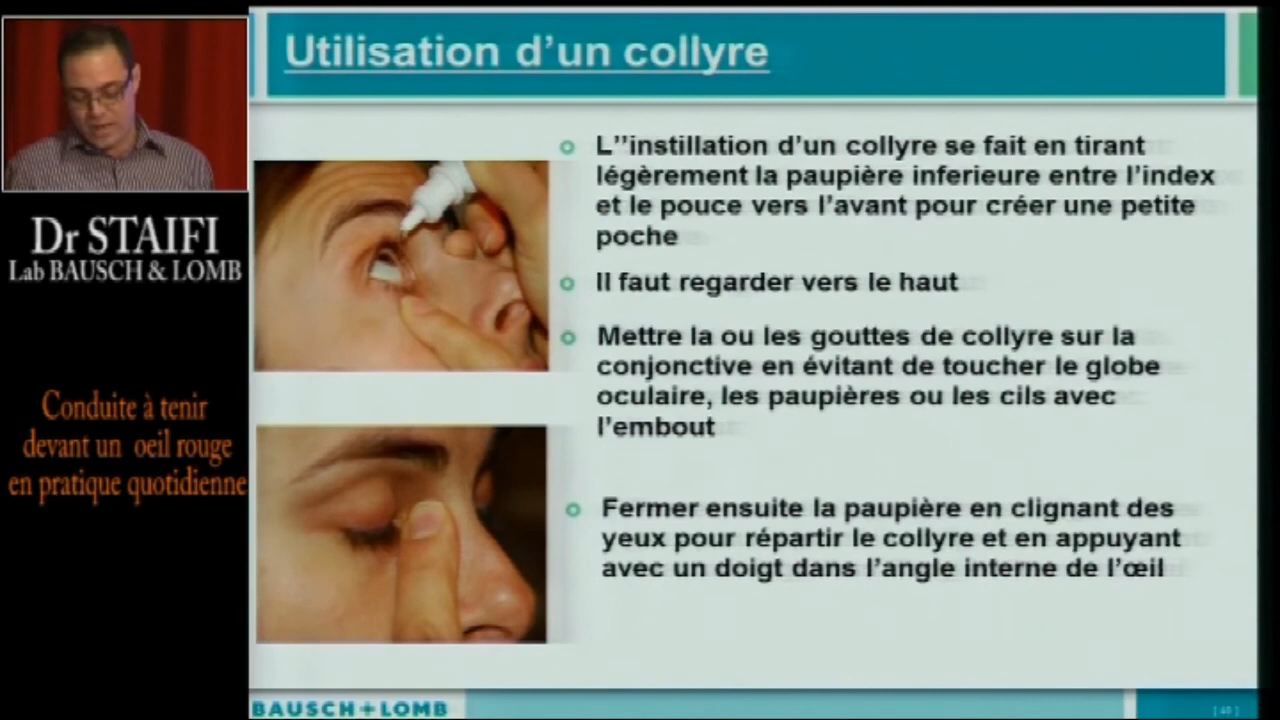 Utilisation d'un collyre
L''instillation d'un collyre se fait en tirant
légèrement la paupière inferieure entre l'index
et le pouce vers l'avant pour créer une petite
poche
Il faut regarder vers le haut
Mettre la ou les gouttes de collyre sur la
conjonctive en évitant de toucher le globe
oculaire, les paupières ou les cils avec
l'embout
Fermer ensuite la paupière en clignant des
yeux pour répartir le collyre et en appuyant
avec un doigt dans l'angle interne de l'œil
Dr STAIFI
Lab BAUSCH & LOMB
Conduite à tenir
devant un oeil rouge
en pratique quotidienne
BAUSCH+LOMB